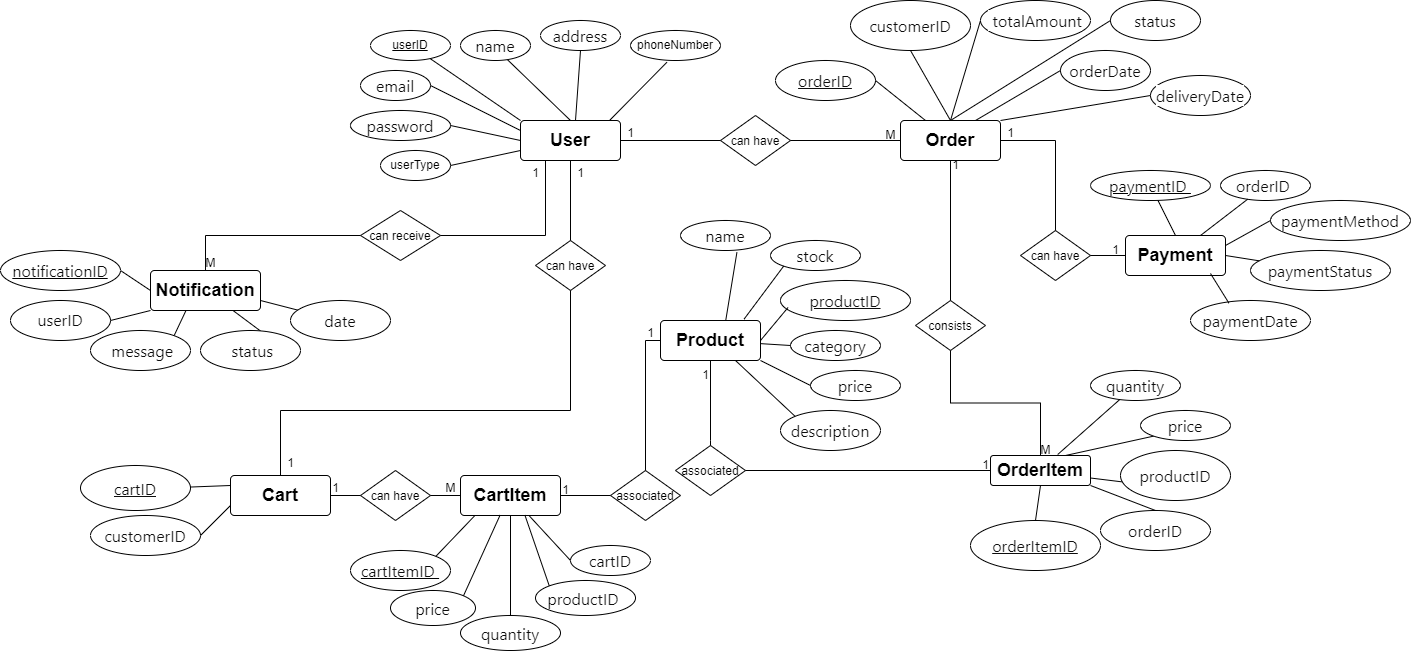 customerID
totalAmount
status
userID
name
address
phoneNumber
orderID
orderDate
deliveryDate
email
password
userType
User
1
can have
M
Order
1
1
1
1
can receive
M
can have
notificationID
Notification
userID
message
status
date
paymentID
orderID
paymentMethod
paymentStatus
paymentDate
can have
1
Payment
name
stock
productID
category
price
description
1
Product
1
consists
quantity
price
productID
orderID
orderItemID
M
1
OrderItem
associated
1
cartID
customerID
Cart
1
can have
M
CartItem
1
associated
cartItemID
price
quantity
productID
cartID